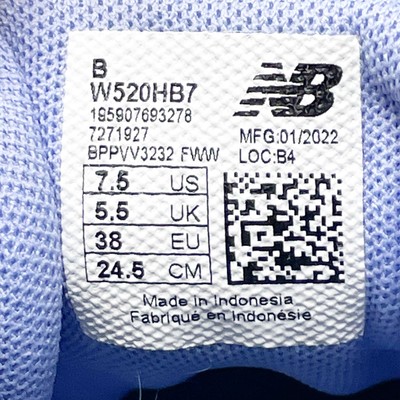 B
W520HB7
195907693278
7271927
BPPVV3232 FWW
NB
MFG:01/2022
LOC:B4
7.5 US
5.5 UK
38 EU
24.5 CM
Made in Indonesia
Fabriqué en Indonésie